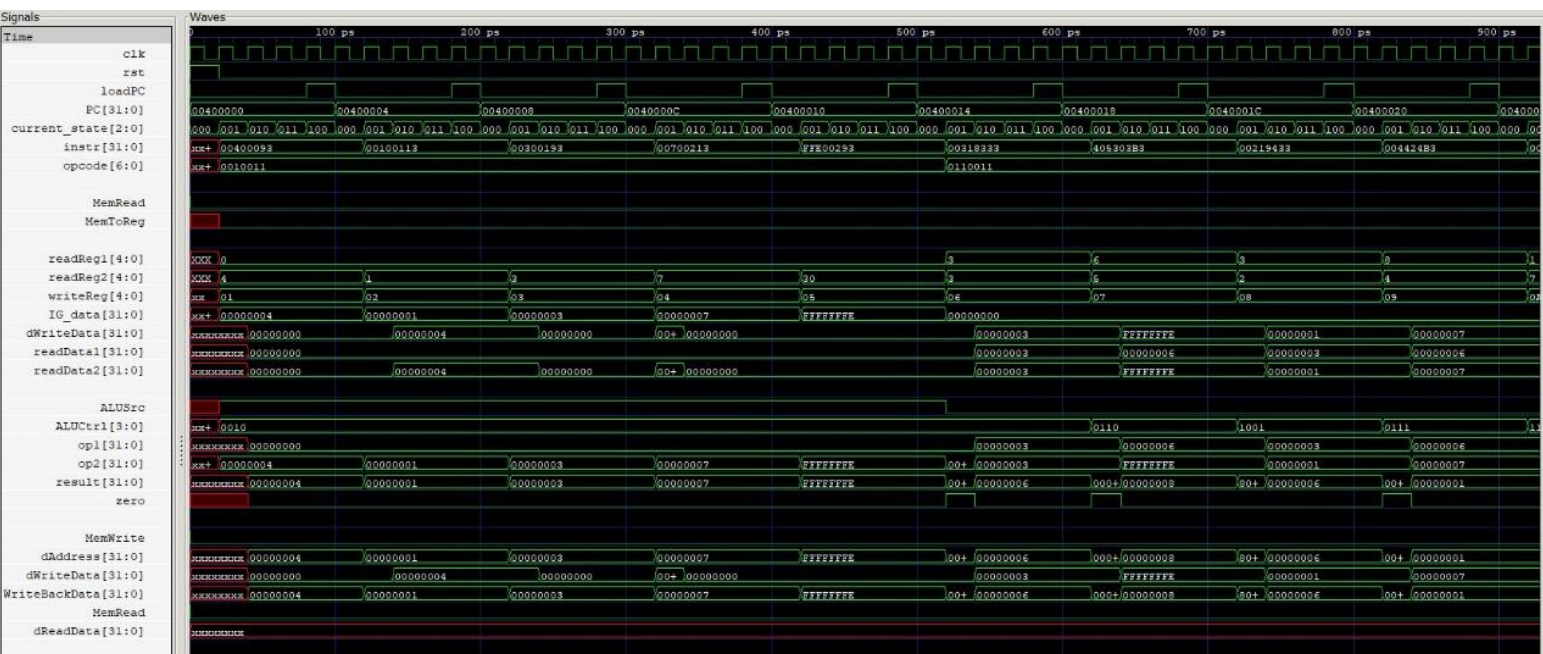 Signals Waves
Time 0 100 ps 200 ps 300 ps 400 ps 500 ps 600 ps 700 ps 800 ps 900 ps
clk
rst
loadPC
PC[31:0] 00400000 00400004 00400008 0040000C 00400010 00400014 00400018 0040001C 00400020 004000
current_state[2:0] 000 001 010 011 100 000 001 010 011 100 000 001 010 011 100 000 001 010 011 100 000 001 010 011 100 000 001 010 011 100 000 001 010 011 100 000 001 010 011 100 000 001 010 011 100 000 00
instr[31:0] xx+ 00400093 00100113 00300193 00700213 FFE00293 00318333 405303B3 00219433 004424B3 00
opcode[6:0] xx+ 0010011 0110011
MemRead
MemToReg
readReg1[4:0] XXX 0 3 6 3 8 1
readReg2[4:0] XXX 4 1 3 7 30 3 5 2 4 7
writeReg[4:0] xx 01 02 03 04 05 06 07 08 09 0A
IG_data[31:0] xx+ 00000004 00000001 00000003 00000007 FFFFFFFE 00000000
dWriteData[31:0] xxxxxxxx 00000000 00000004 00000000 00+ 00000000 00000003 FFFFFFFE 00000001 00000007
readData1[31:0] xxxxxxxx 00000000 00000003 00000006 00000003 00000006
readData2[31:0] xxxxxxxx 00000000 00000004 00000000 00+ 00000000 00000003 FFFFFFFE 00000001 00000007
ALUSrc
ALUCtrl[3:0] xx+ 0010 0110 1001 0111 11
op1[31:0] xxxxxxxx 00000000 00000003 00000006 00000003 00000006
op2[31:0] xx+ 00000004 00000001 00000003 00000007 FFFFFFFE 00+ 00000003 FFFFFFFE 00000001 00000007
result[31:0] xxxxxxxx 00000004 00000001 00000003 00000007 FFFFFFFE 00+ 00000006 000+ 00000008 80+ 00000006 00+ 00000001
zero
MemWrite
dAddress[31:0] xxxxxxxx 00000004 00000001 00000003 00000007 FFFFFFFE 00+ 00000006 000+ 00000008 80+ 00000006 00+ 00000001
dWriteData[31:0] xxxxxxxx 00000000 00000004 00000000 00+ 00000000 00000003 FFFFFFFE 00000001 00000007
WriteBackData[31:0] xxxxxxxx 00000004 00000001 00000003 00000007 FFFFFFFE 00+ 00000006 000+ 00000008 80+ 00000006 00+ 00000001
MemRead
dReadData[31:0] xxxxxxxx